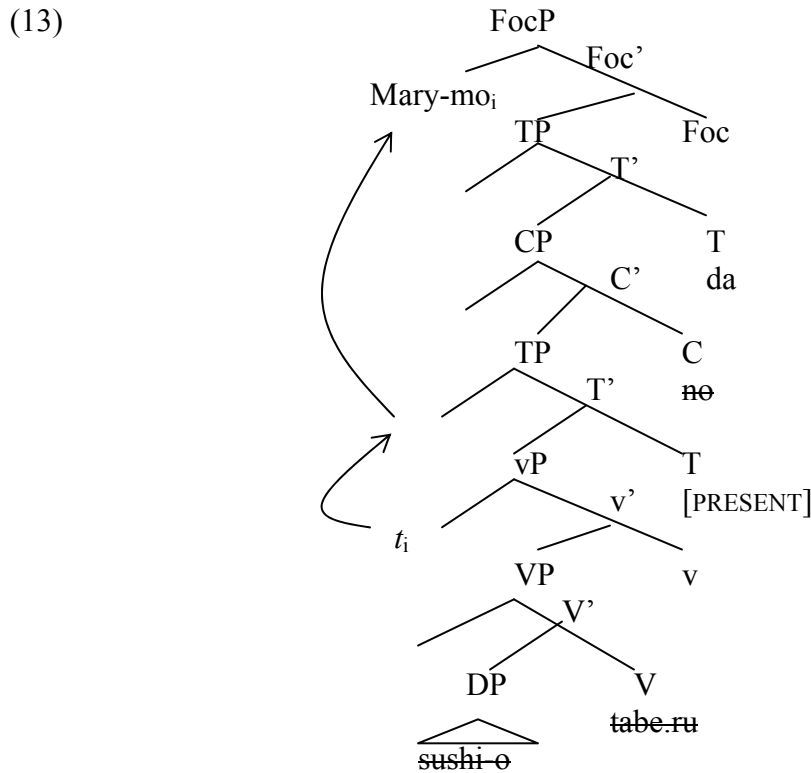 (13) FocP
Foc’
Mary-moi
TP Foc
T’
CP T
da
C’
TP C
no
T’
vP T
[PRESENT]
v’
ti
VP v
V’
DP V
tabe.ru
sushi-o